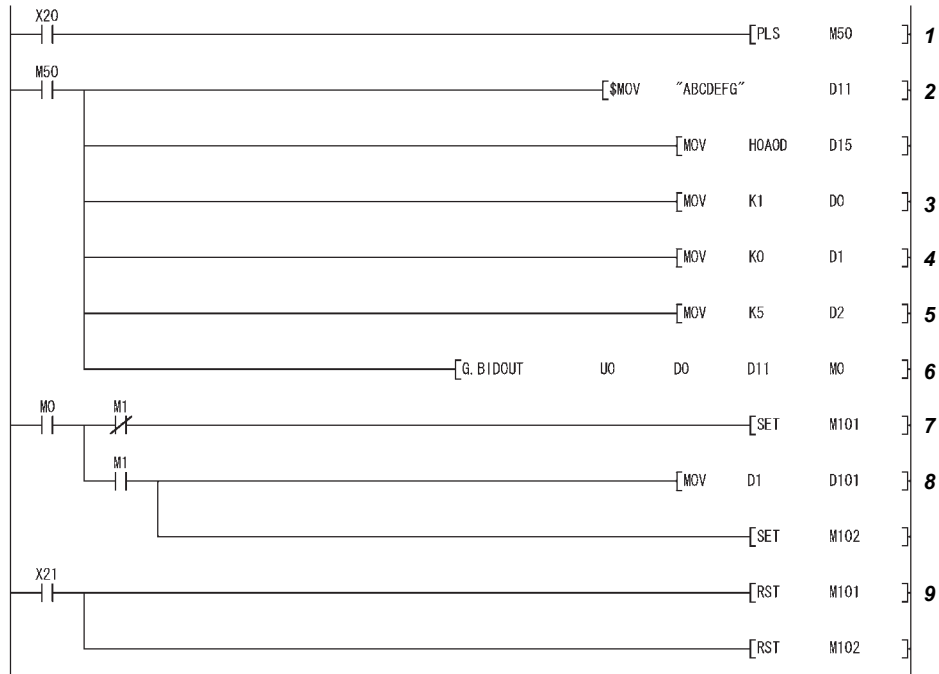 X20
[PLS M50 ] 1
M50
[$MOV "ABCDEFG" D11 ] 2
[MOV H0A0D D15 ]
[MOV K1 D0 ] 3
[MOV K0 D1 ] 4
[MOV K5 D2 ] 5
[G.BIDOUT U0 D0 D11 M0 ] 6
M0 M1
[SET M101 ] 7
M1
[MOV D1 D101 ] 8
[SET M102 ]
X21
[RST M101 ] 9
[RST M102 ]